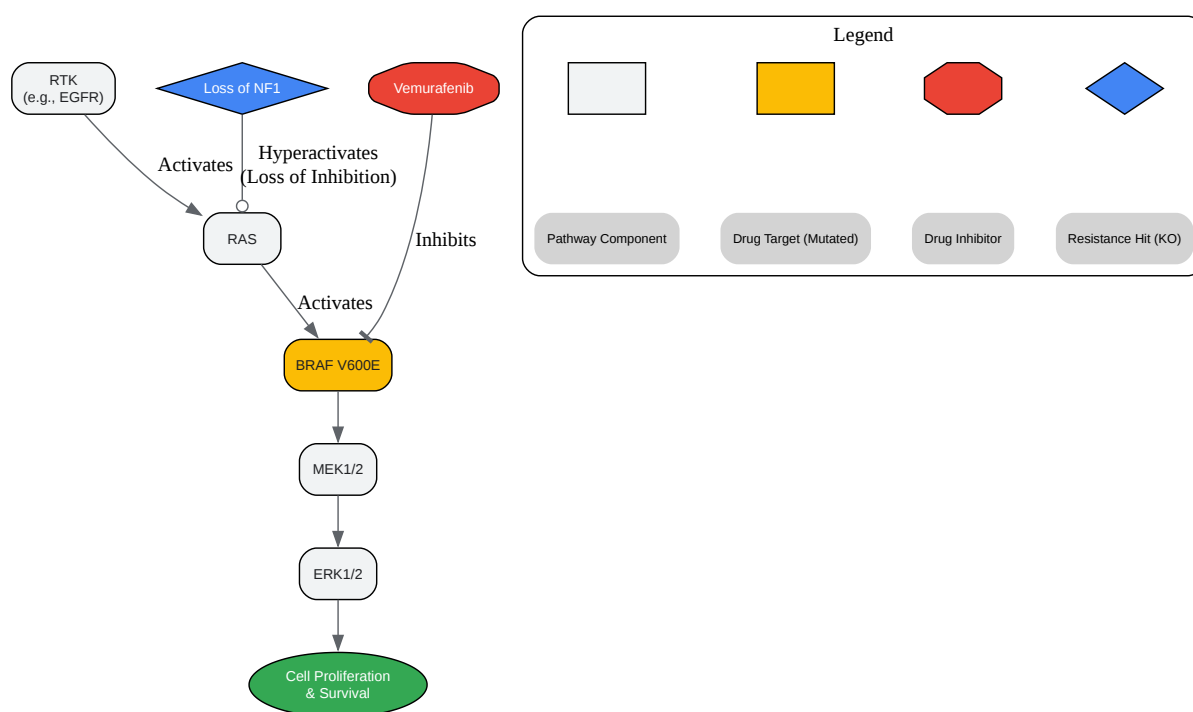 Legend
RTK
(e.g., EGFR)
Loss of NF1
Vemurafenib
Activates
Hyperactivates
(Loss of Inhibition)
Inhibits
RAS
Pathway Component
Drug Target (Mutated)
Drug Inhibitor
Resistance Hit (KO)
Activates
BRAF V600E
MEK1/2
ERK1/2
Cell Proliferation
& Survival